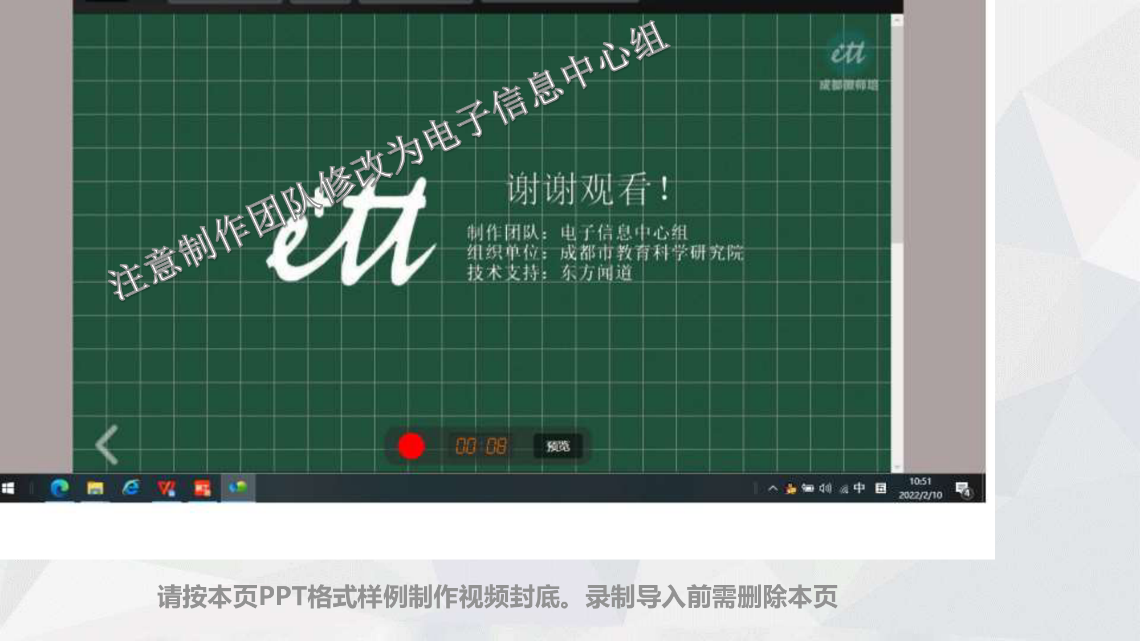 注意制作团队修改为电子信息中心组
ett
成都微师培
ett
谢谢观看！
制作团队：电子信息中心组
组织单位：成都市教育科学研究院
技术支持：东方闻道
00:08
预览
中
10:51
2022/2/10
4
请按本页PPT格式样例制作视频封底。录制导入前需删除本页